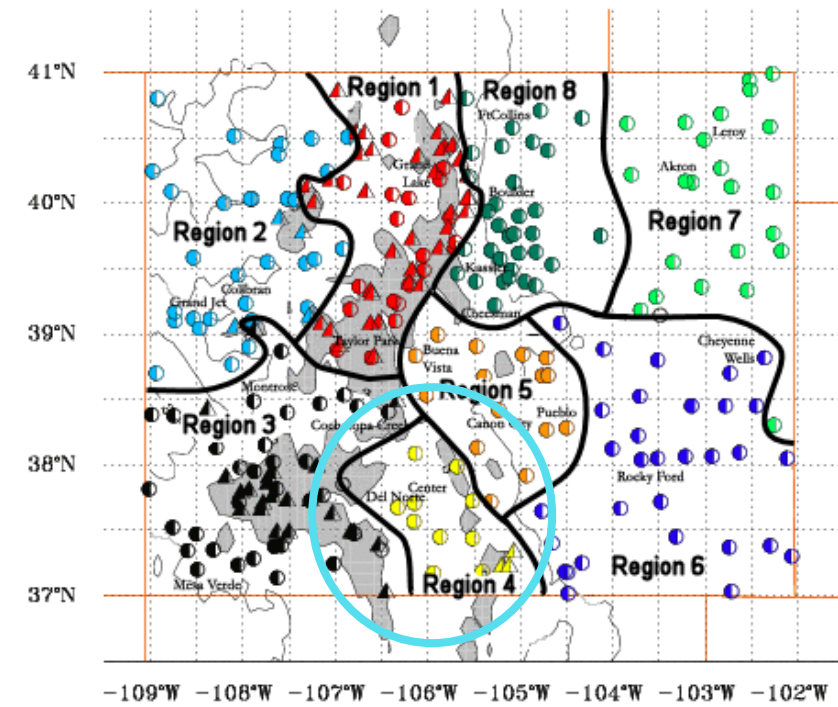 41°N
Region 1
Region 8
FtCollins
Leroy
Grand
Lake
Akron
Boulder
40°N
Region 2
Region 7
Kassler
Collbran
Grand Jct
Cheesman
39°N
Taylor Park
Buena
Vista
Cheyenne
Wells
Montrose
Region 5
Region 3
Cochetopa Creek
Canon City
Pueblo
38°N
Rocky Ford
Center
Del Norte
Mesa Verde
Region 4
Region 6
37°N
-109°W -108°W -107°W -106°W -105°W -104°W -103°W -102°W